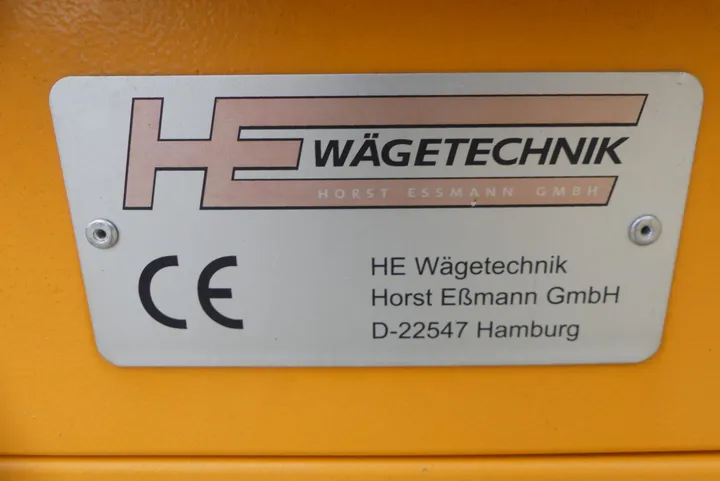 HE WÄGETECHNIK
HORST ESSMANN GMBH
CE
HE Wägetechnik
Horst Eßmann GmbH
D-22547 Hamburg